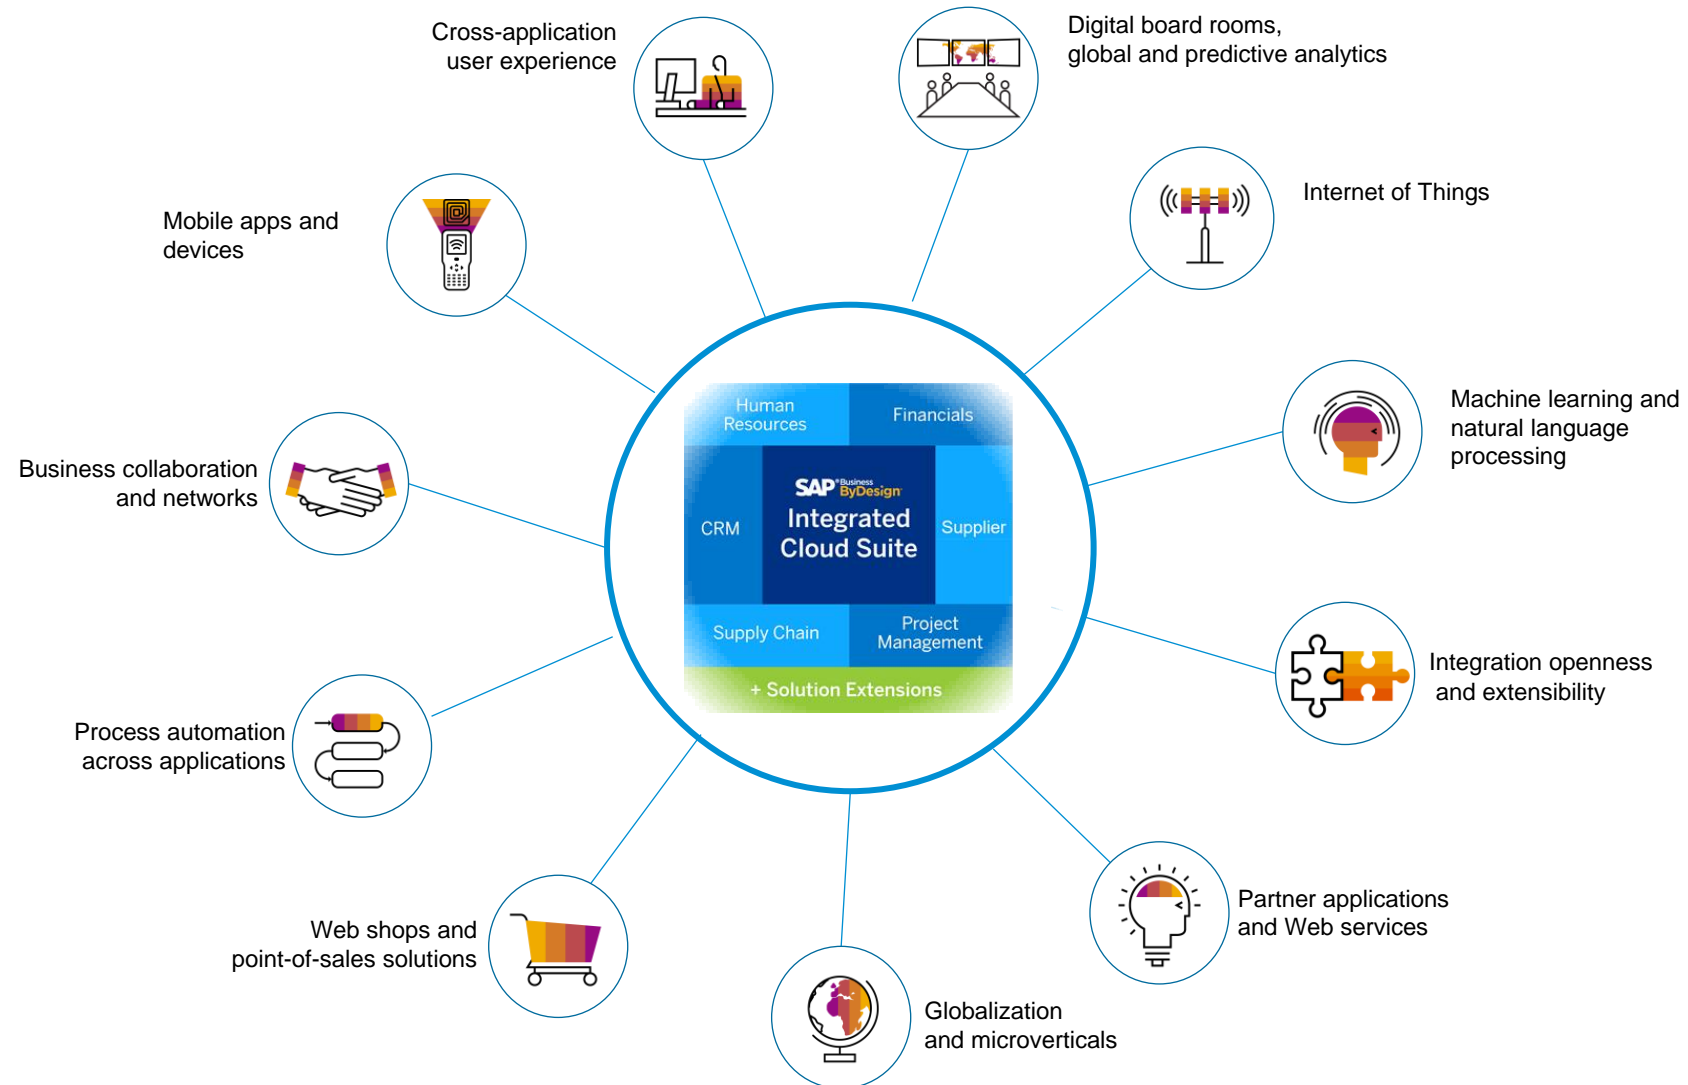 Cross-application
user experience
Digital board rooms,
global and predictive analytics
Mobile apps and
devices
Internet of Things
Business collaboration
and networks
Machine learning and
natural language
processing
Human
Resources
Financials
CRM
SAP® Business
ByDesign
Integrated
Cloud Suite
Supplier
Supply Chain
Project
Management
+ Solution Extensions
Process automation
across applications
Integration openness
and extensibility
Web shops and
point-of-sales solutions
Partner applications
and Web services
Globalization
and microverticals